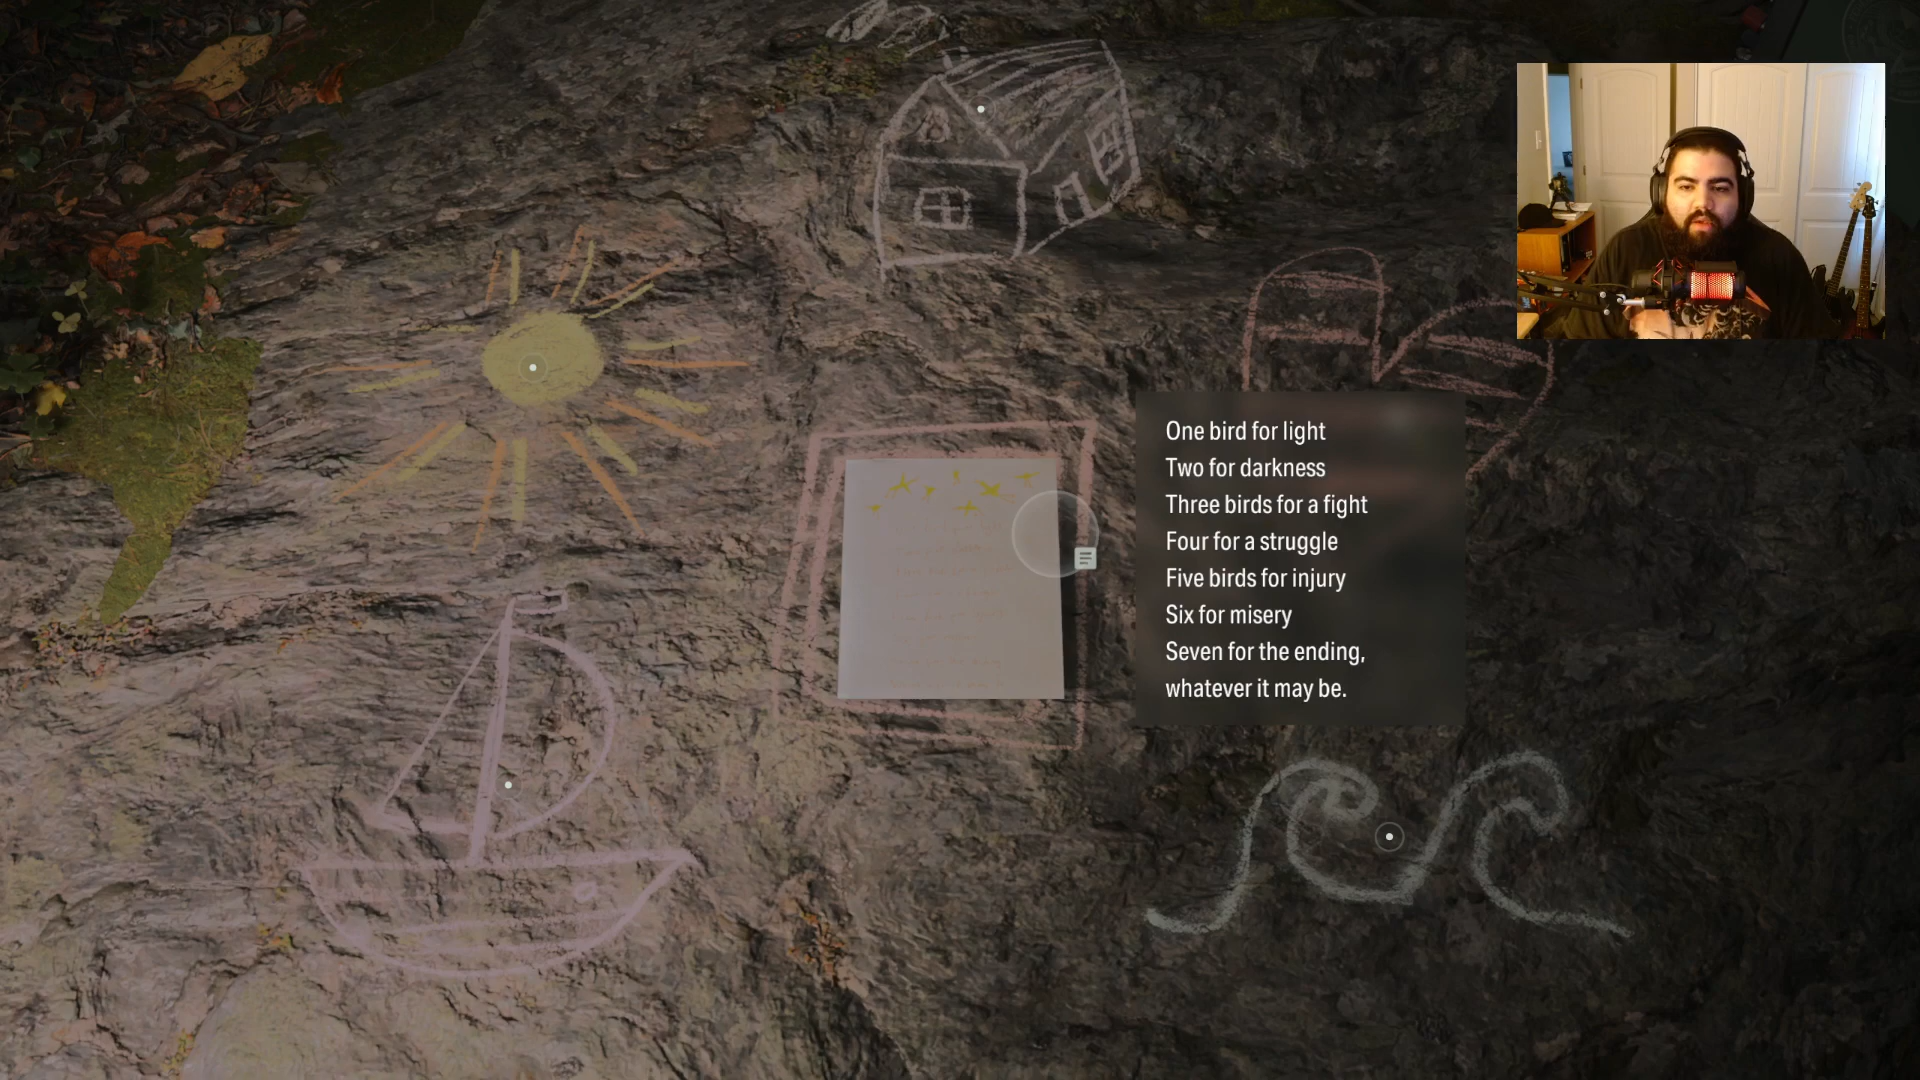 One bird for light
Two for darkness
Three birds for a fight
Four for a struggle
Five birds for injury
Six for misery
Seven for the ending,
whatever it may be.